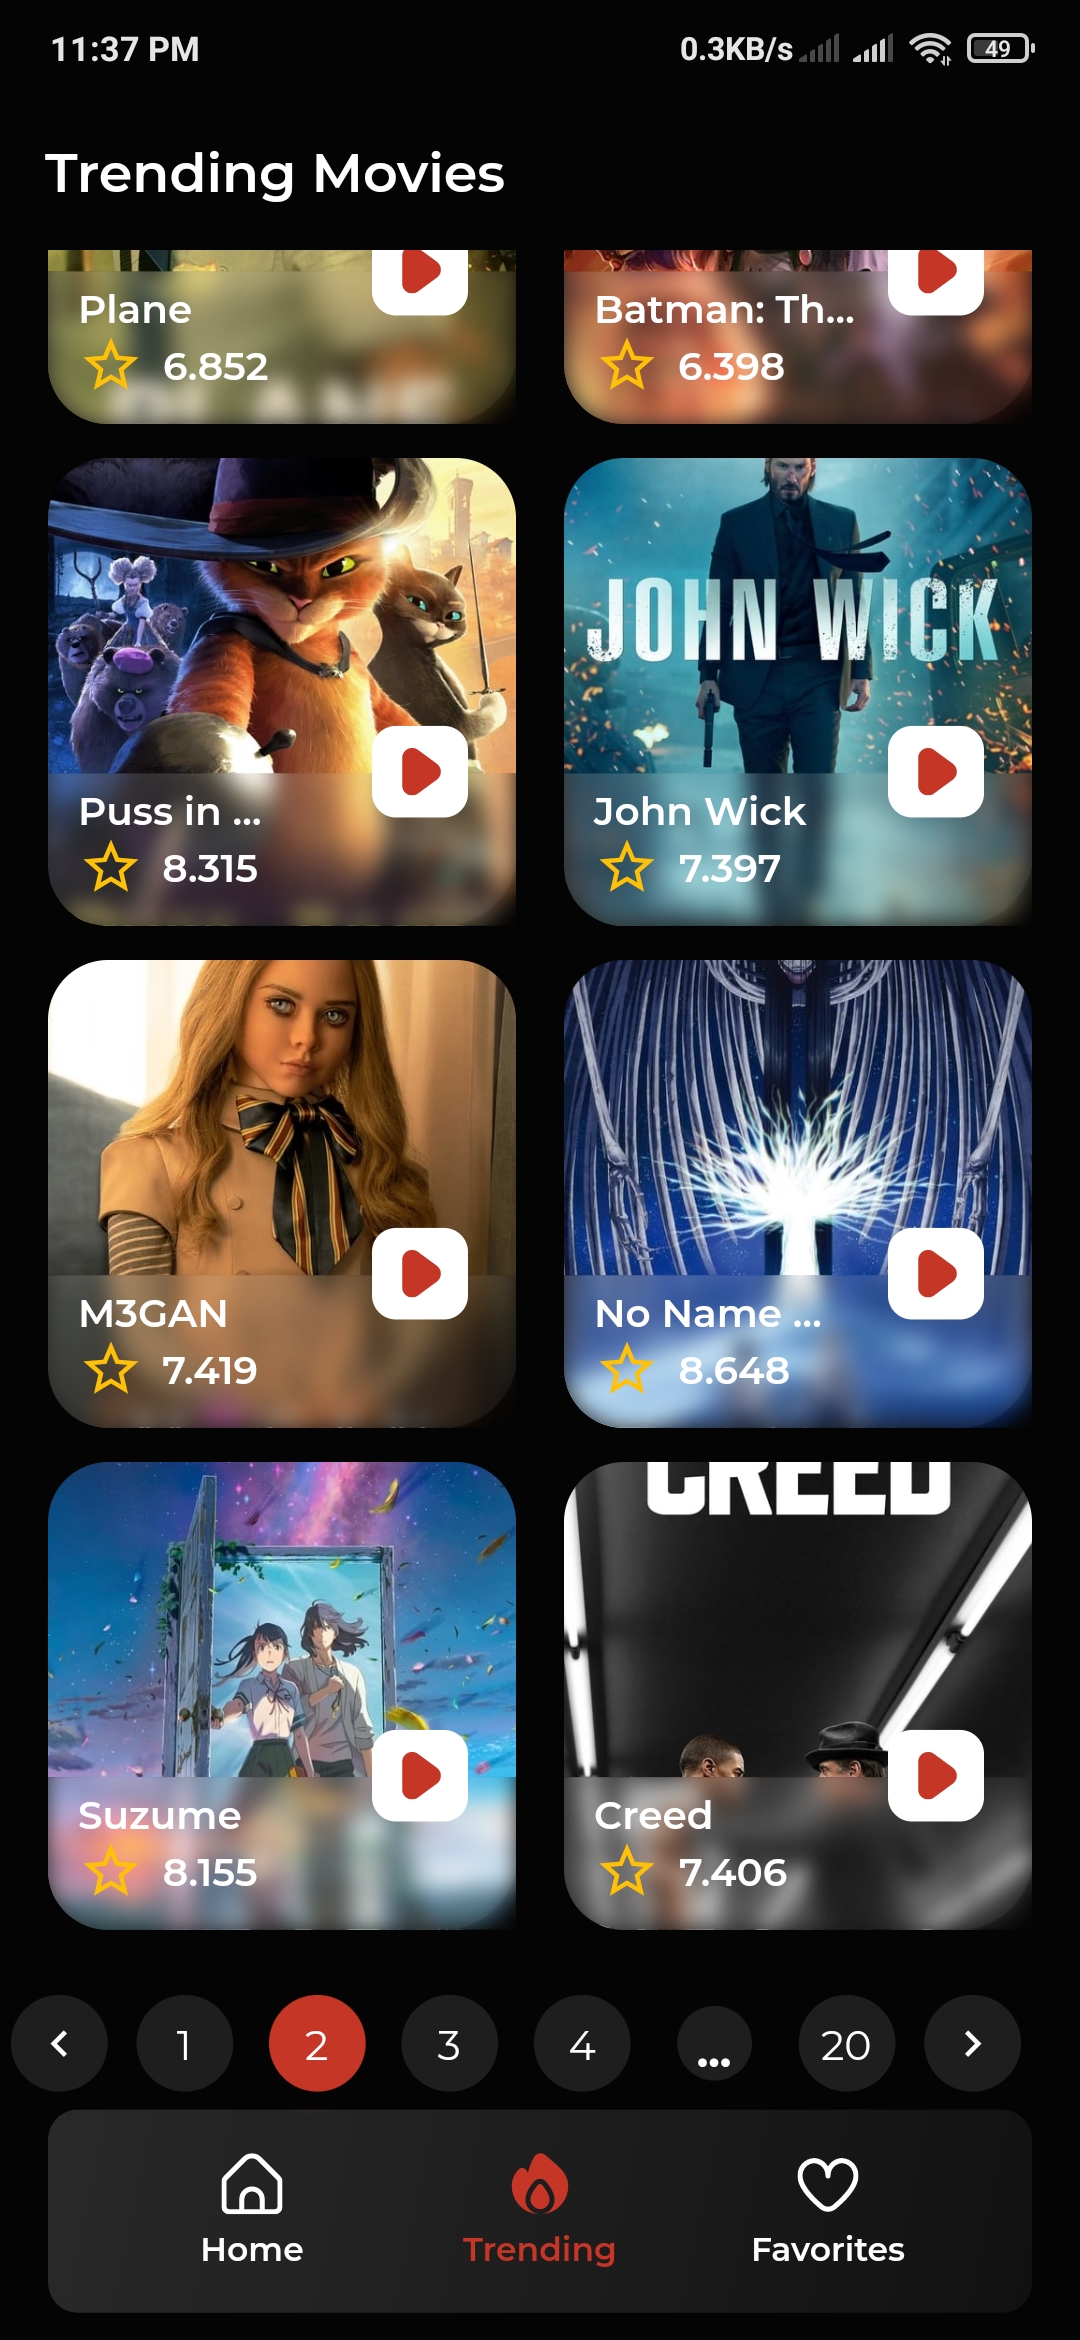 11:37 PM 0.3KB/s 49
Trending Movies
Plane
6.852
Batman: Th...
6.398
JOHN WICK
Puss in ...
8.315
John Wick
7.397
M3GAN
7.419
No Name ...
8.648
CREED
Suzume
8.155
Creed
7.406
1 2 3 4 ... 20
Home Trending Favorites